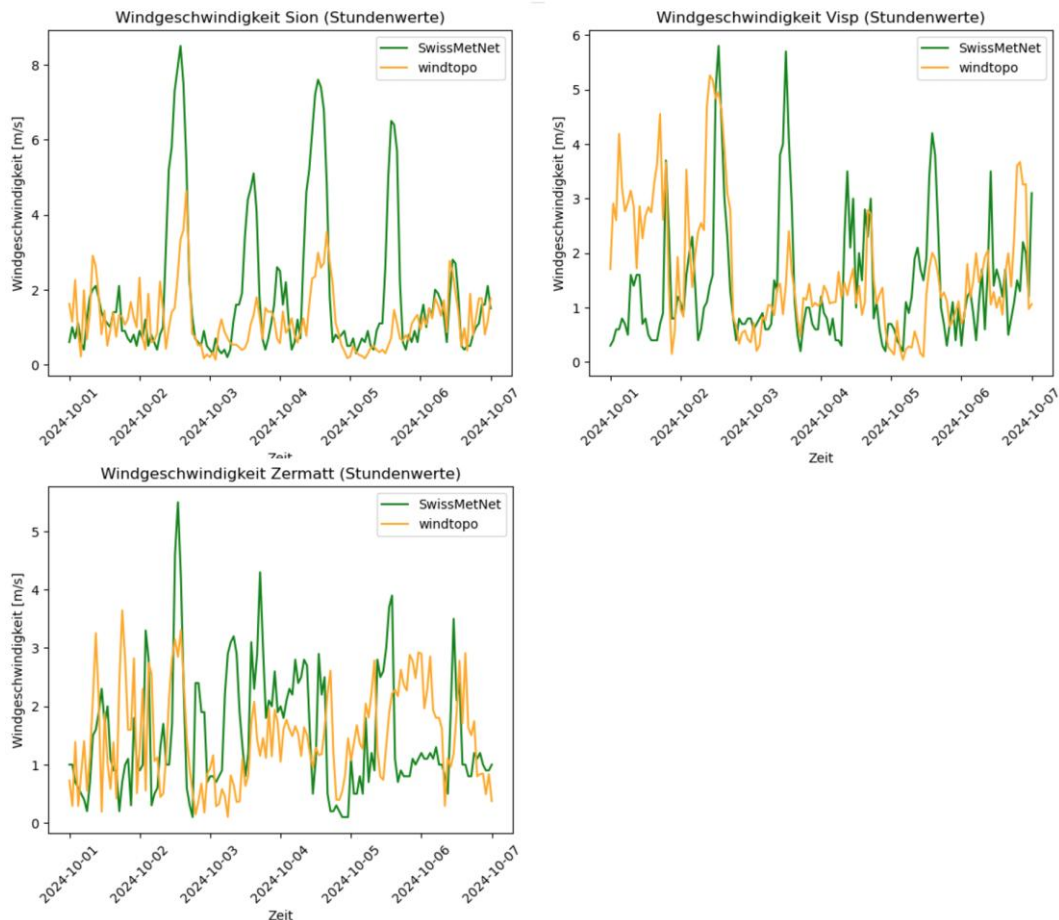 Windgeschwindigkeit Sion (Stundenwerte)
SwissMetNet
windtopo
Windgeschwindigkeit [m/s]
8
6
4
2
0
2024-10-01
2024-10-02
2024-10-03
2024-10-04
2024-10-05
2024-10-06
2024-10-07
Zeit
Windgeschwindigkeit Visp (Stundenwerte)
SwissMetNet
windtopo
Windgeschwindigkeit [m/s]
6
5
4
3
2
1
0
2024-10-01
2024-10-02
2024-10-03
2024-10-04
2024-10-05
2024-10-06
2024-10-07
Zeit
Windgeschwindigkeit Zermatt (Stundenwerte)
SwissMetNet
windtopo
Windgeschwindigkeit [m/s]
5
4
3
2
1
0
2024-10-01
2024-10-02
2024-10-03
2024-10-04
2024-10-05
2024-10-06
2024-10-07
Zeit